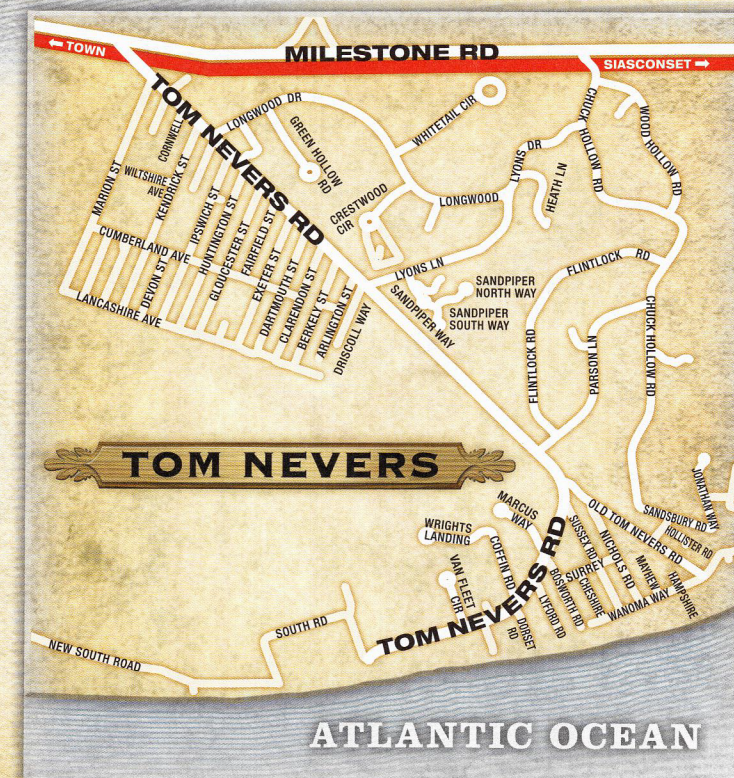 ← TOWN
MILESTONE RD
SIASCONSET →
TOM NEVERS RD
LONGWOOD DR
WHITETAIL CIR
CHUCK HOLLOW RD
WOOD HOLLOW RD
CORNWELL
GREEN HOLLOW
RD
LYONS DR
HEATH LN
MARION ST
WILTSHIRE
AVE
KENDRICK ST
IPSWICH ST
HUNTINGTON ST
GLOUCESTER ST
FAIRFIELD ST
CRESTWOOD
CIR
LONGWOOD
CUMBERLAND AVE
DEVON ST
EXETER ST
DARTMOUTH ST
CLARENDON ST
BERKELY ST
ARLINGTON ST
DRISCOLL WAY
LANCASHIRE AVE
LYONS LN
SANDPIPER WAY
SANDPIPER
NORTH WAY
SANDPIPER
SOUTH WAY
FLINTLOCK RD
FLINTLOCK RD
PARSON LN
CHUCK HOLLOW RD
TOM NEVERS
JONATHAN WAY
MARCUS
WAY
OLD TOM NEVERS RD
SANDSBURY RD
HOLLISTER RD
WRIGHTS
LANDING
COFFIN RD
SUSSEX RD
NICHOLS RD
SURREY
MAYHEW
HAMPSHIRE
VAN FLEET
CIR
BOSWORTH RD
CHESHIRE
WANOMA WAY
LYFORD RD
DORSET
RD
TOM NEVERS RD
SOUTH RD
NEW SOUTH ROAD
ATLANTIC OCEAN